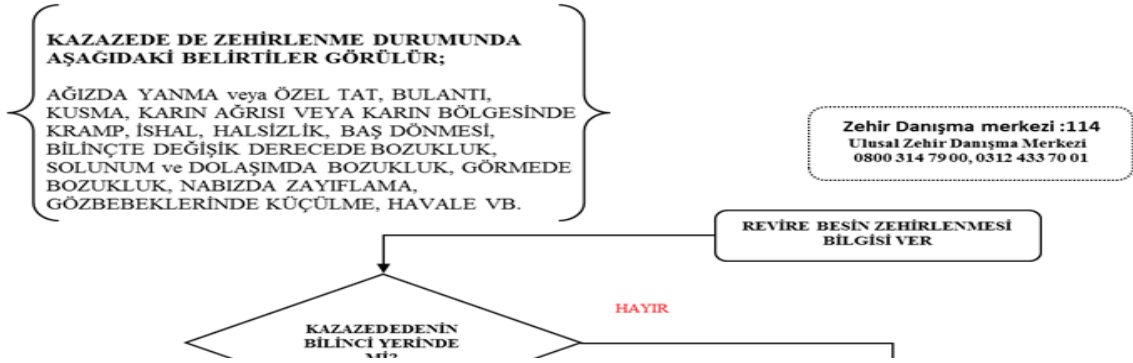 KAZAZEDE DE ZEHİRLENME DURUMUNDA
AŞAĞIDAKİ BELİRTİLER GÖRÜLÜR;
AĞIZDA YANMA veya ÖZEL TAT, BULANTI,
KUSMA, KARIN AĞRISI VEYA KARIN BÖLGESİNDE
KRAMP, İSHAL, HALSİZLİK, BAŞ DÖNMESİ,
BİLİNÇTE DEĞİŞİK DERECEDE BOZUKLUK,
SOLUNUM ve DOLAŞIMDA BOZUKLUK, GÖRMEDE
BOZUKLUK, NABIZDA ZAYIFLAMA,
GÖZBEBEKLERİNDE KÜÇÜLME, HAVALE VB.
Zehir Danışma merkezi :114
Ulusal Zehir Danışma Merkezi
0800 314 79 00, 0312 433 70 01
REVİRE BESİN ZEHİRLENMESİ
BİLGİSİ VER
HAYIR
KAZAZEDEDENİN
BİLİNCİ YERİNDE
Mİ?